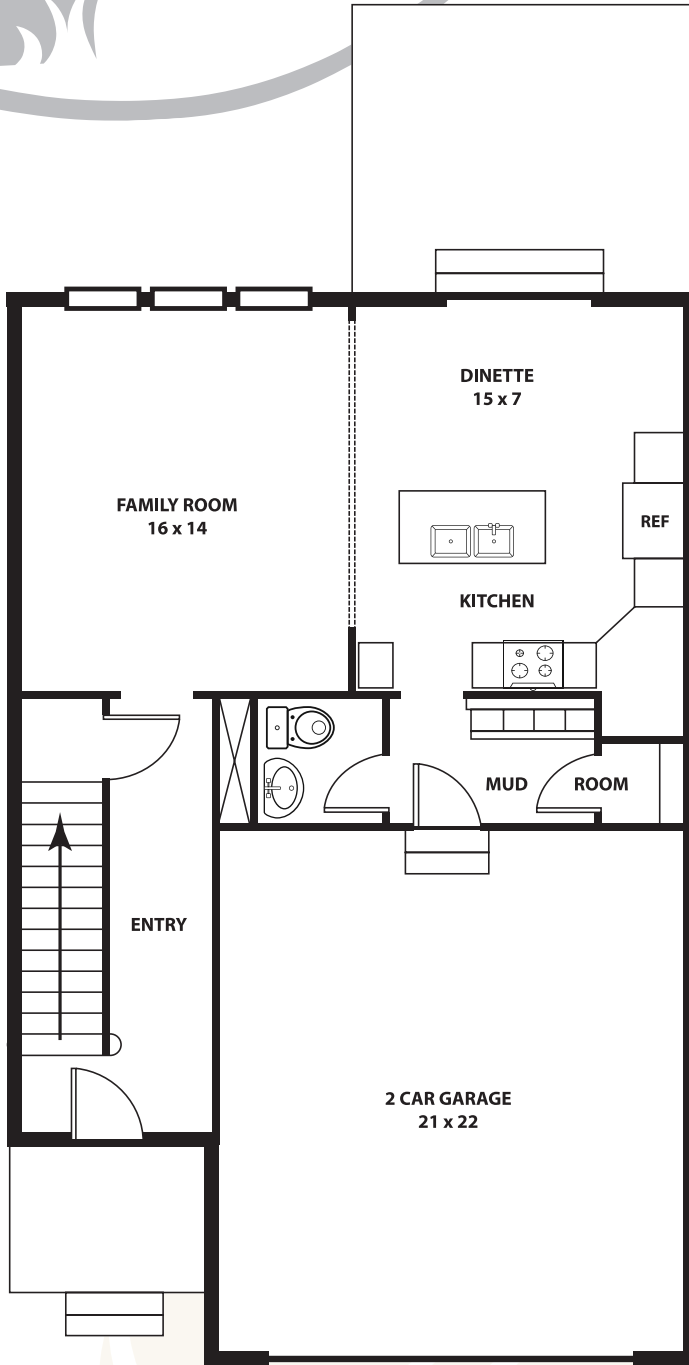 DINETTE
15 x 7
FAMILY ROOM
16 x 14
REF
KITCHEN
MUD ROOM
ENTRY
2 CAR GARAGE
21 x 22